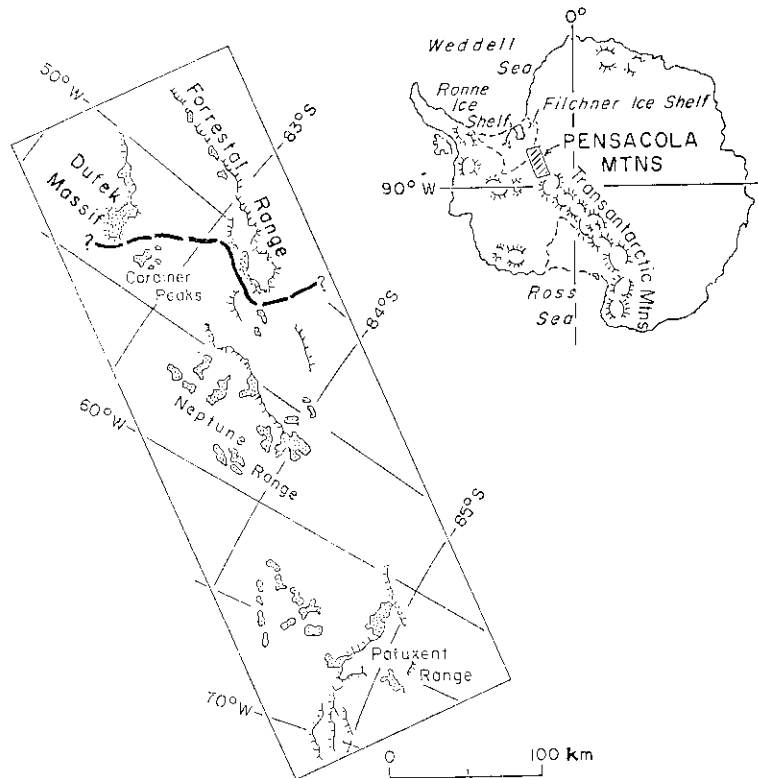 50°W
Forrestal
Range
83°S
Dufek
Massif
?
?
Cordiner
Peaks
84°S
60°W
Neptune
Range
85°S
Patuxent
Range
70°W
0
100 km
0°
Weddell
Sea
Ronne
Ice
Shelf
Filchner Ice Shelf
PENSACOLA
MTNS
90°W
Transantarctic Mtns
Ross
Sea